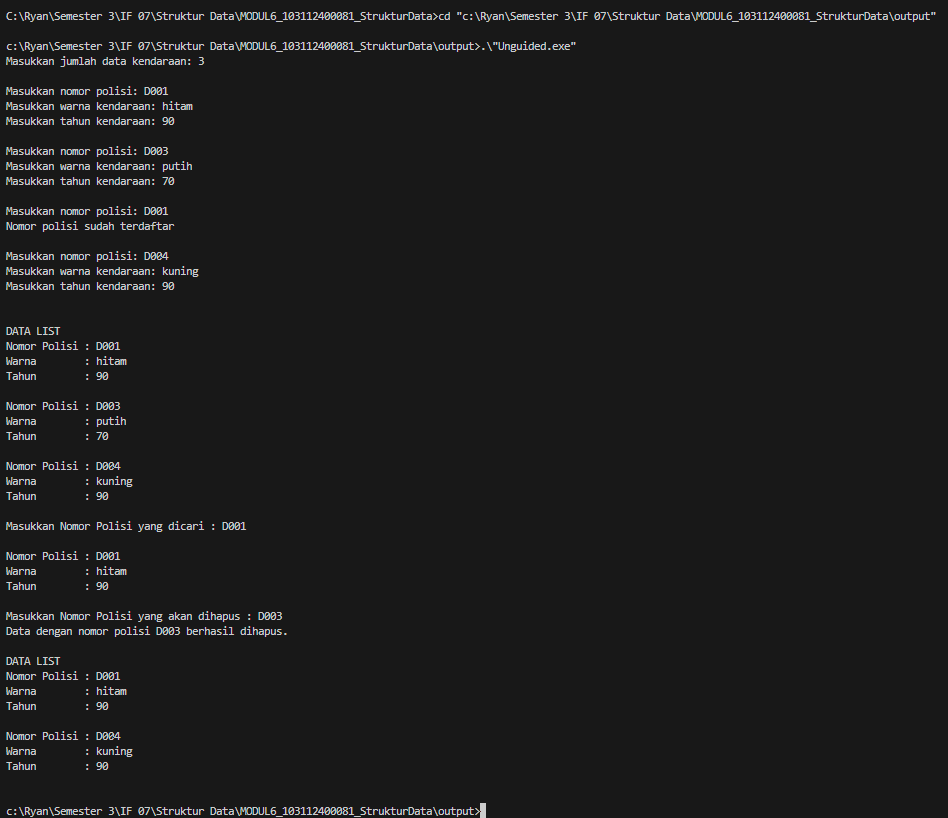 C:\Ryan\Semester 3\IF 07\Struktur Data\MODUL6_103112400081_StrukturData>cd "c:\Ryan\Semester 3\IF 07\Struktur Data\MODUL6_103112400081_StrukturData\output"
c:\Ryan\Semester 3\IF 07\Struktur Data\MODUL6_103112400081_StrukturData\output>.\"Unguided.exe"
Masukkan jumlah data kendaraan: 3
Masukkan nomor polisi: D001
Masukkan warna kendaraan: hitam
Masukkan tahun kendaraan: 90
Masukkan nomor polisi: D003
Masukkan warna kendaraan: putih
Masukkan tahun kendaraan: 70
Masukkan nomor polisi: D001
Nomor polisi sudah terdaftar
Masukkan nomor polisi: D004
Masukkan warna kendaraan: kuning
Masukkan tahun kendaraan: 90
DATA LIST
Nomor Polisi : D001
Warna        : hitam
Tahun        : 90
Nomor Polisi : D003
Warna        : putih
Tahun        : 70
Nomor Polisi : D004
Warna        : kuning
Tahun        : 90
Masukkan Nomor Polisi yang dicari : D001
Nomor Polisi : D001
Warna        : hitam
Tahun        : 90
Masukkan Nomor Polisi yang akan dihapus : D003
Data dengan nomor polisi D003 berhasil dihapus.
DATA LIST
Nomor Polisi : D001
Warna        : hitam
Tahun        : 90
Nomor Polisi : D004
Warna        : kuning
Tahun        : 90
c:\Ryan\Semester 3\IF 07\Struktur Data\MODUL6_103112400081_StrukturData\output>